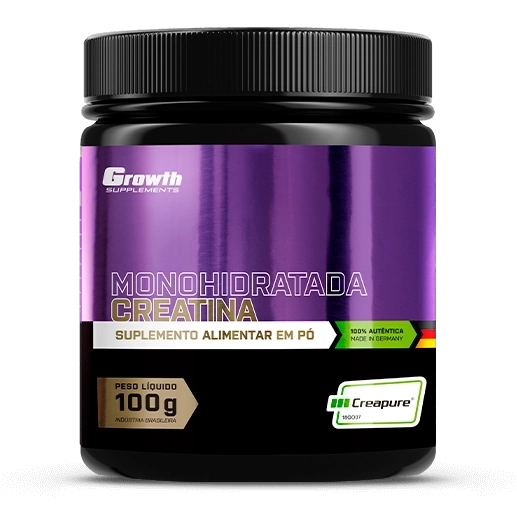 Growth
SUPPLEMENTS
MONOHIDRATADA
CREATINA
SUPLEMENTO ALIMENTAR EM PÓ
100% AUTÊNTICA
MADE IN GERMANY
PESO LÍQUIDO
100g
INDÚSTRIA BRASILEIRA
Creapure®